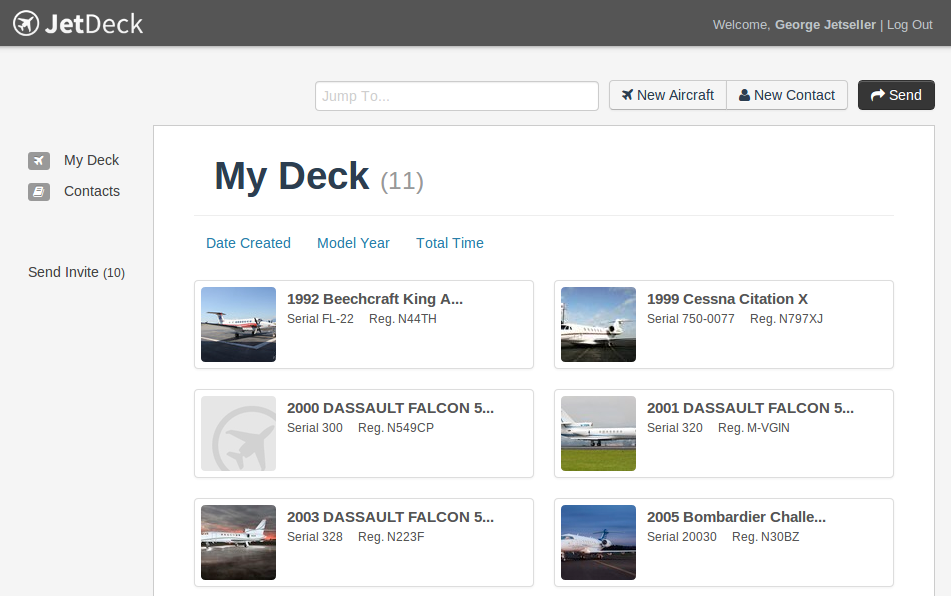 JetDeck
Welcome, George Jetseller | Log Out
Jump To...
New Aircraft
New Contact
Send
My Deck
Contacts
Send Invite (10)
My Deck (11)
Date Created
Model Year
Total Time
1992 Beechcraft King A...
Serial FL-22 Reg. N44TH
1999 Cessna Citation X
Serial 750-0077 Reg. N797XJ
2000 DASSAULT FALCON 5...
Serial 300 Reg. N549CP
2001 DASSAULT FALCON 5...
Serial 320 Reg. M-VGIN
2003 DASSAULT FALCON 5...
Serial 328 Reg. N223F
2005 Bombardier Challe...
Serial 20030 Reg. N30BZ